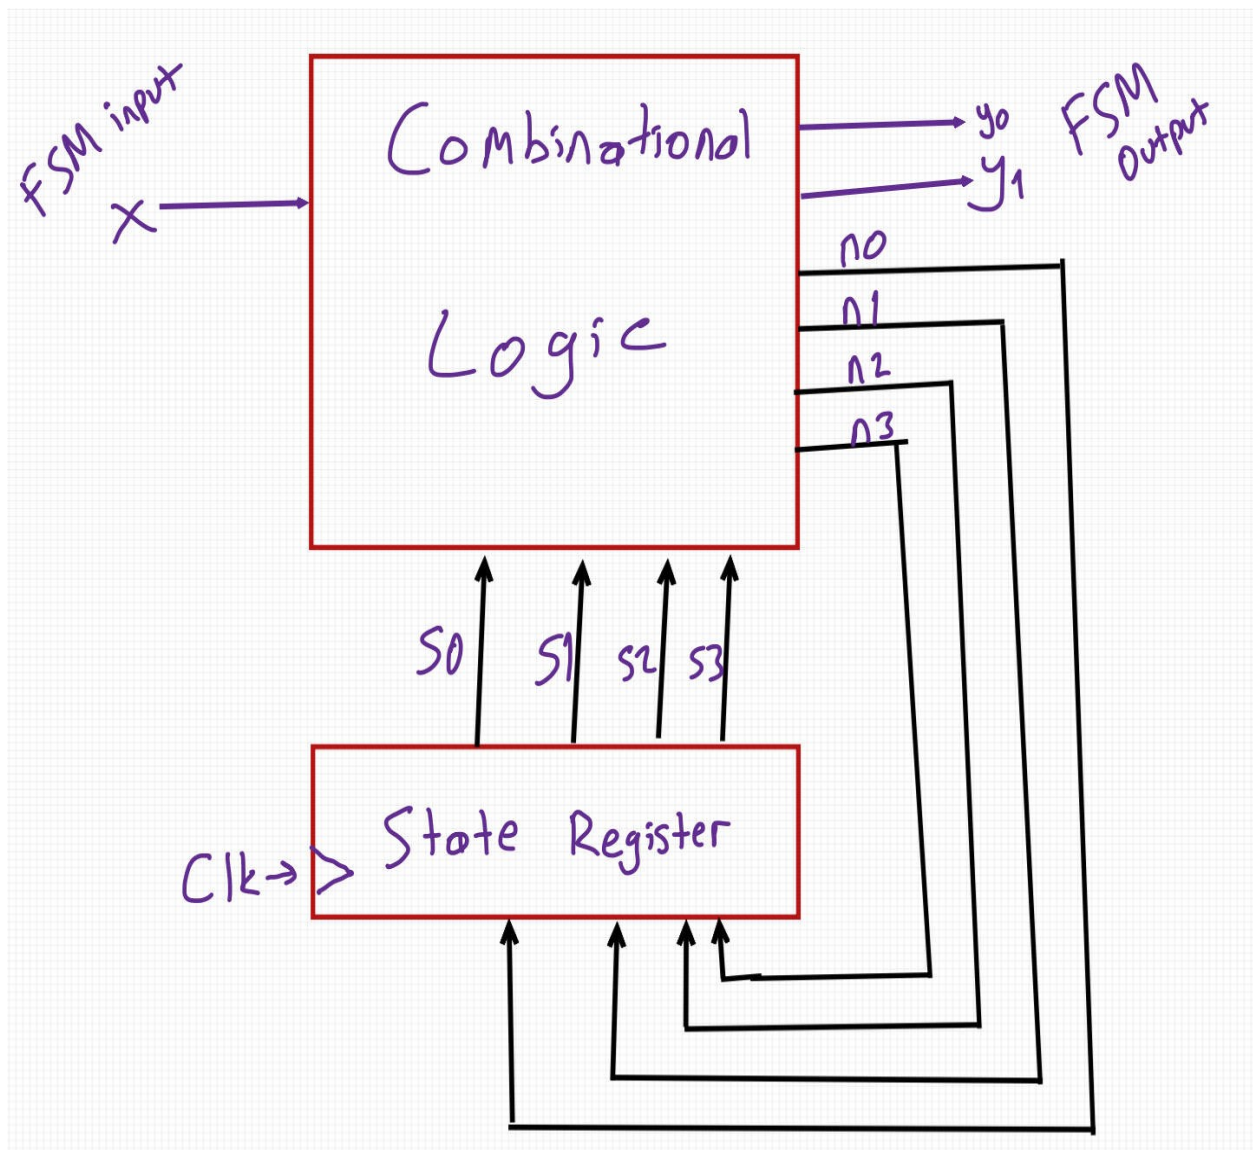 FSM input
X
Combinational
Logic
y0
y1
FSM
Output
n0
n1
n2
n3
S0
S1
S2
S3
State Register
Clk